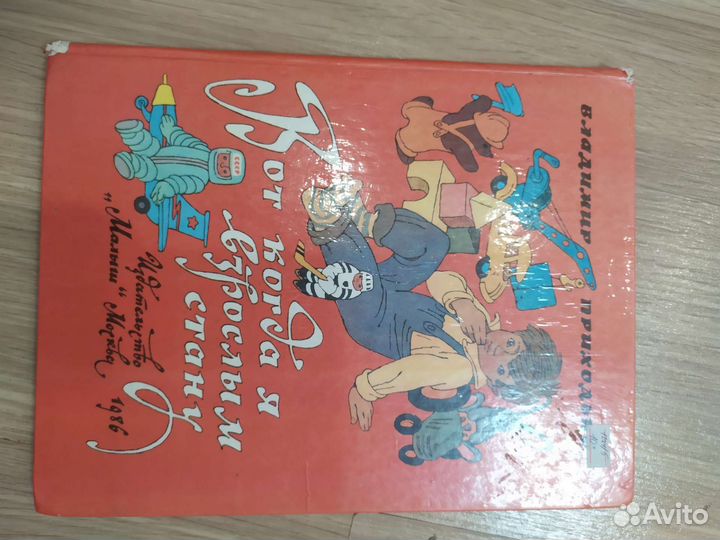 ВЛАДИМИР ПРИХОДЬКО
Вот когда я
взрослым
стану
СССР
Издательство
„Малыш“ Москва, 1986
Avito